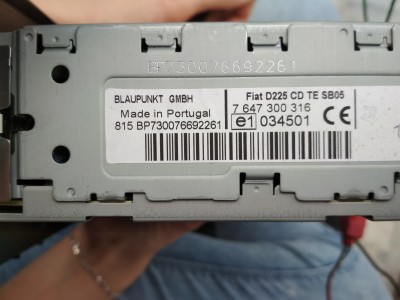 BP730076692261
BLAUPUNKT GMBH
Fiat D225 CD TE SB05
Made in Portugal
7 647 300 316
815 BP730076692261
e1 034501 CE